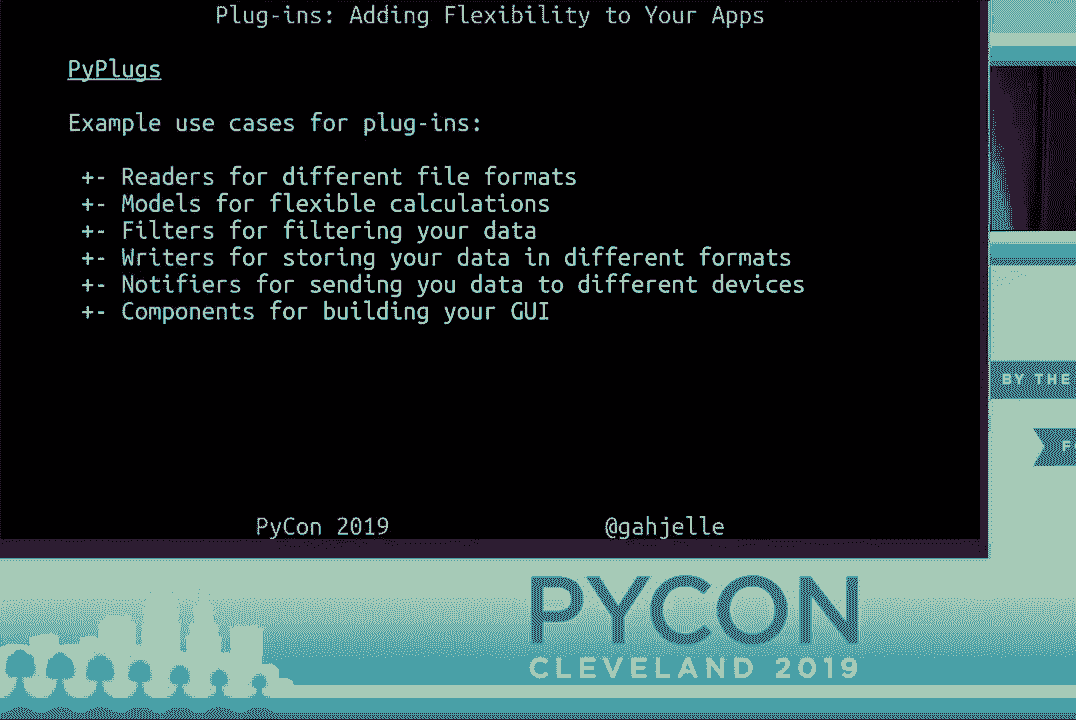 Plug-ins: Adding Flexibility to Your Apps
PyPlugs
Example use cases for plug-ins:
+- Readers for different file formats
+- Models for flexible calculations
+- Filters for filtering your data
+- Writers for storing your data in different formats
+- Notifiers for sending you data to different devices
+- Components for building your GUI
PyCon 2019 @gahjelle
BY THE
PYCON
CLEVELAND 2019